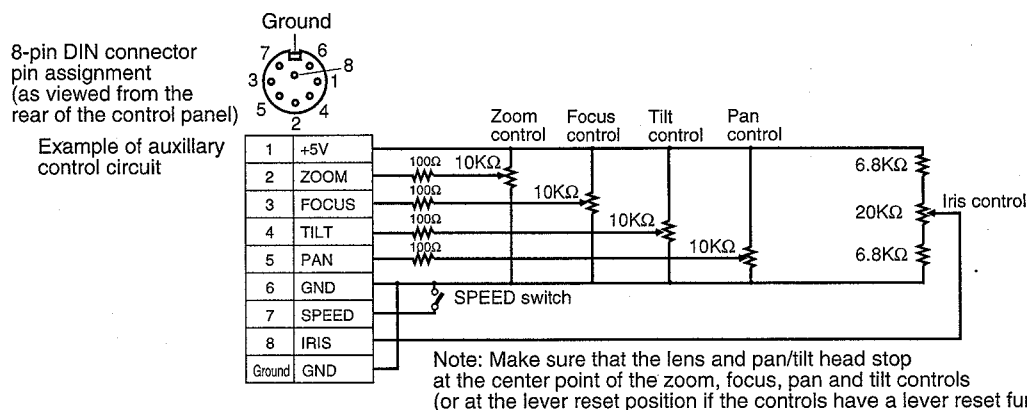 Ground
8-pin DIN connector
pin assignment
(as viewed from the
rear of the control panel)
7 6
8
3 1
5 4
2
Example of auxillary
control circuit
Zoom control
Focus control
Tilt control
Pan control
1 +5V
2 ZOOM 100Ω 10KΩ
3 FOCUS 100Ω 10KΩ
4 TILT 100Ω 10KΩ
5 PAN 100Ω 10KΩ
6 GND
7 SPEED
8 IRIS
Ground GND
SPEED switch
6.8KΩ
20KΩ Iris control
6.8KΩ
Note: Make sure that the lens and pan/tilt head stop
at the center point of the zoom, focus, pan and tilt controls
(or at the lever reset position if the controls have a lever reset